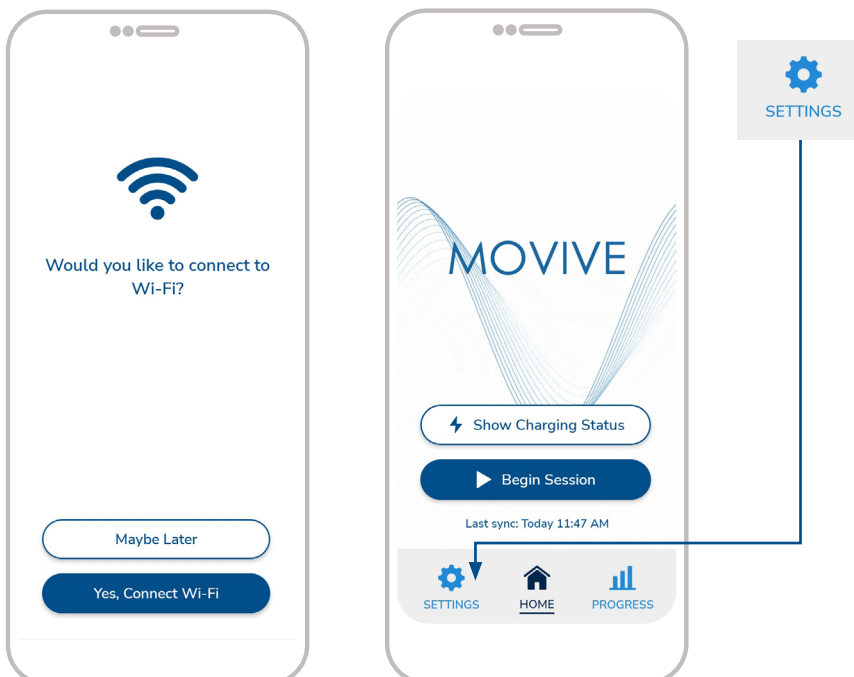 Would you like to connect to
Wi-Fi?
Maybe Later
Yes, Connect Wi-Fi
MOVIVE
Show Charging Status
Begin Session
Last sync: Today 11:47 AM
SETTINGS
HOME
PROGRESS
SETTINGS